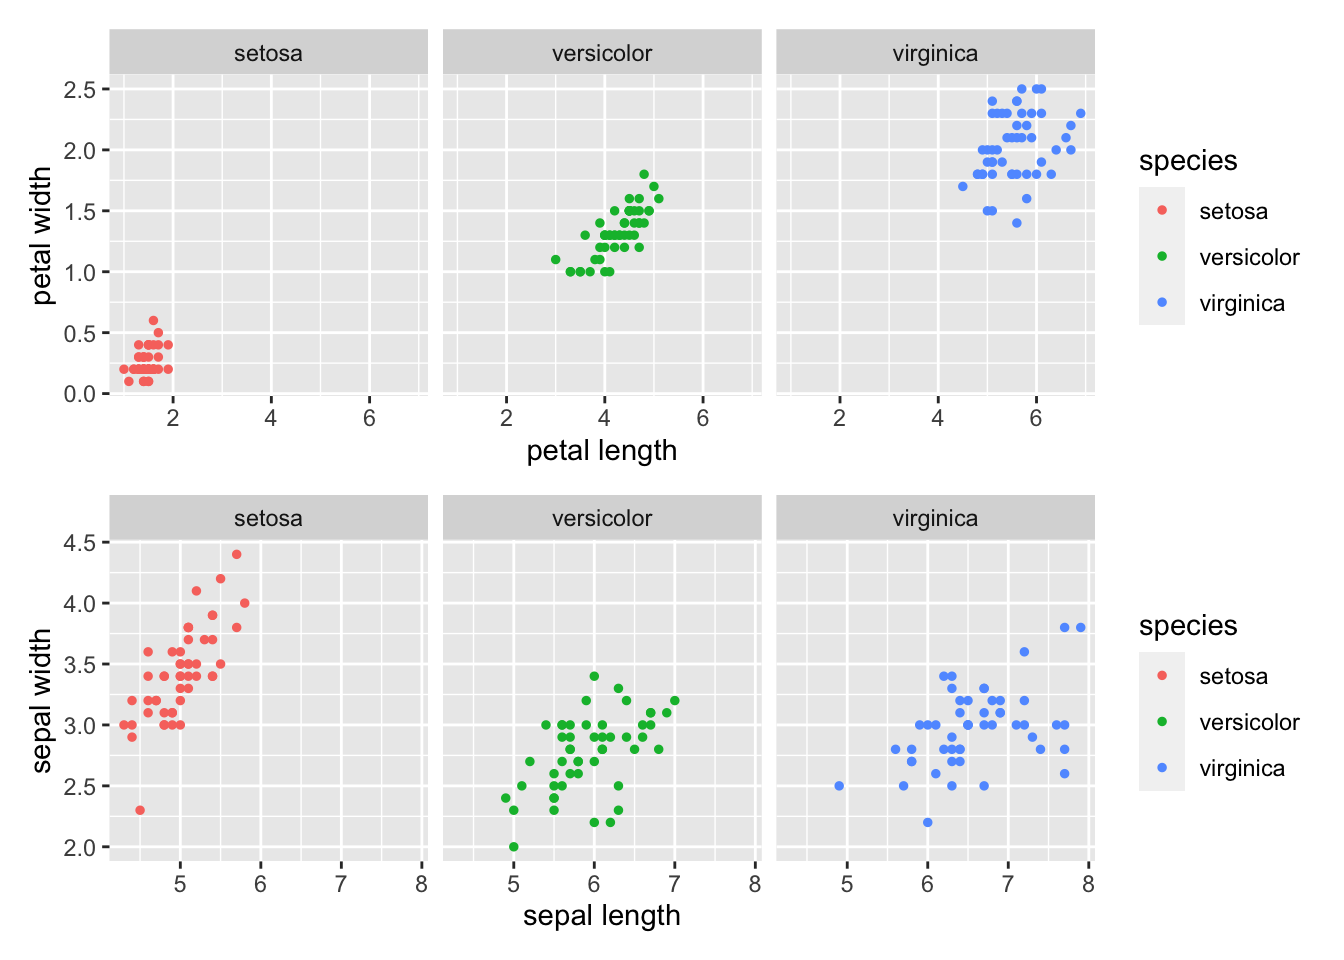 setosa versicolor virginica
2.5
2.0
1.5
1.0
0.5
0.0
petal width
2 4 6 2 4 6 2 4 6
petal length
species
setosa
versicolor
virginica
setosa versicolor virginica
4.5
4.0
3.5
3.0
2.5
2.0
sepal width
5 6 7 8 5 6 7 8 5 6 7 8
sepal length
species
setosa
versicolor
virginica